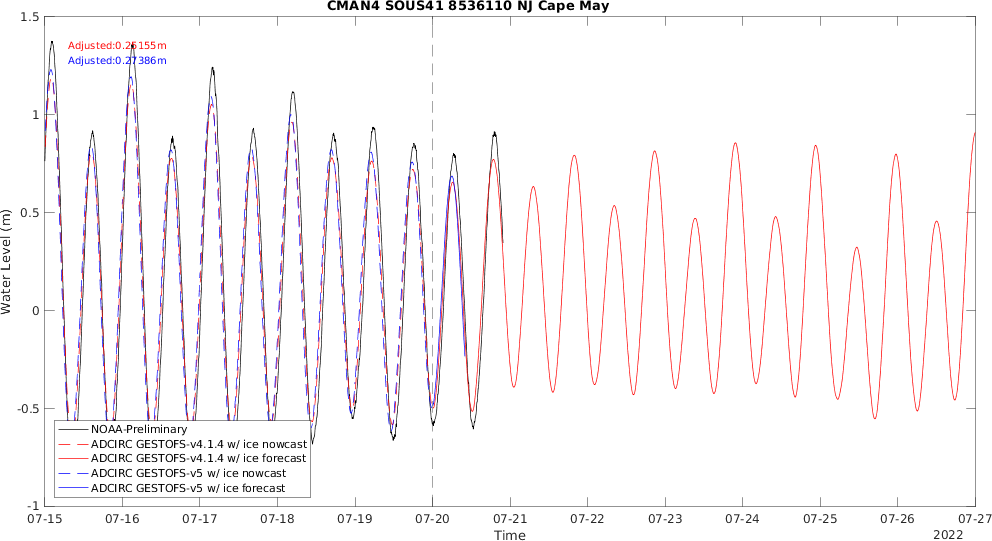 CMAN4 SOUS41 8536110 NJ Cape May
1.5
1
0.5
0
-0.5
-1
Water Level (m)
Adjusted:0.25155m
Adjusted:0.27386m
NOAA-Preliminary
ADCIRC GESTOFS-v4.1.4 w/ ice nowcast
ADCIRC GESTOFS-v4.1.4 w/ ice forecast
ADCIRC GESTOFS-v5 w/ ice nowcast
ADCIRC GESTOFS-v5 w/ ice forecast
07-15 07-16 07-17 07-18 07-19 07-20 07-21 07-22 07-23 07-24 07-25 07-26 07-27
Time
2022